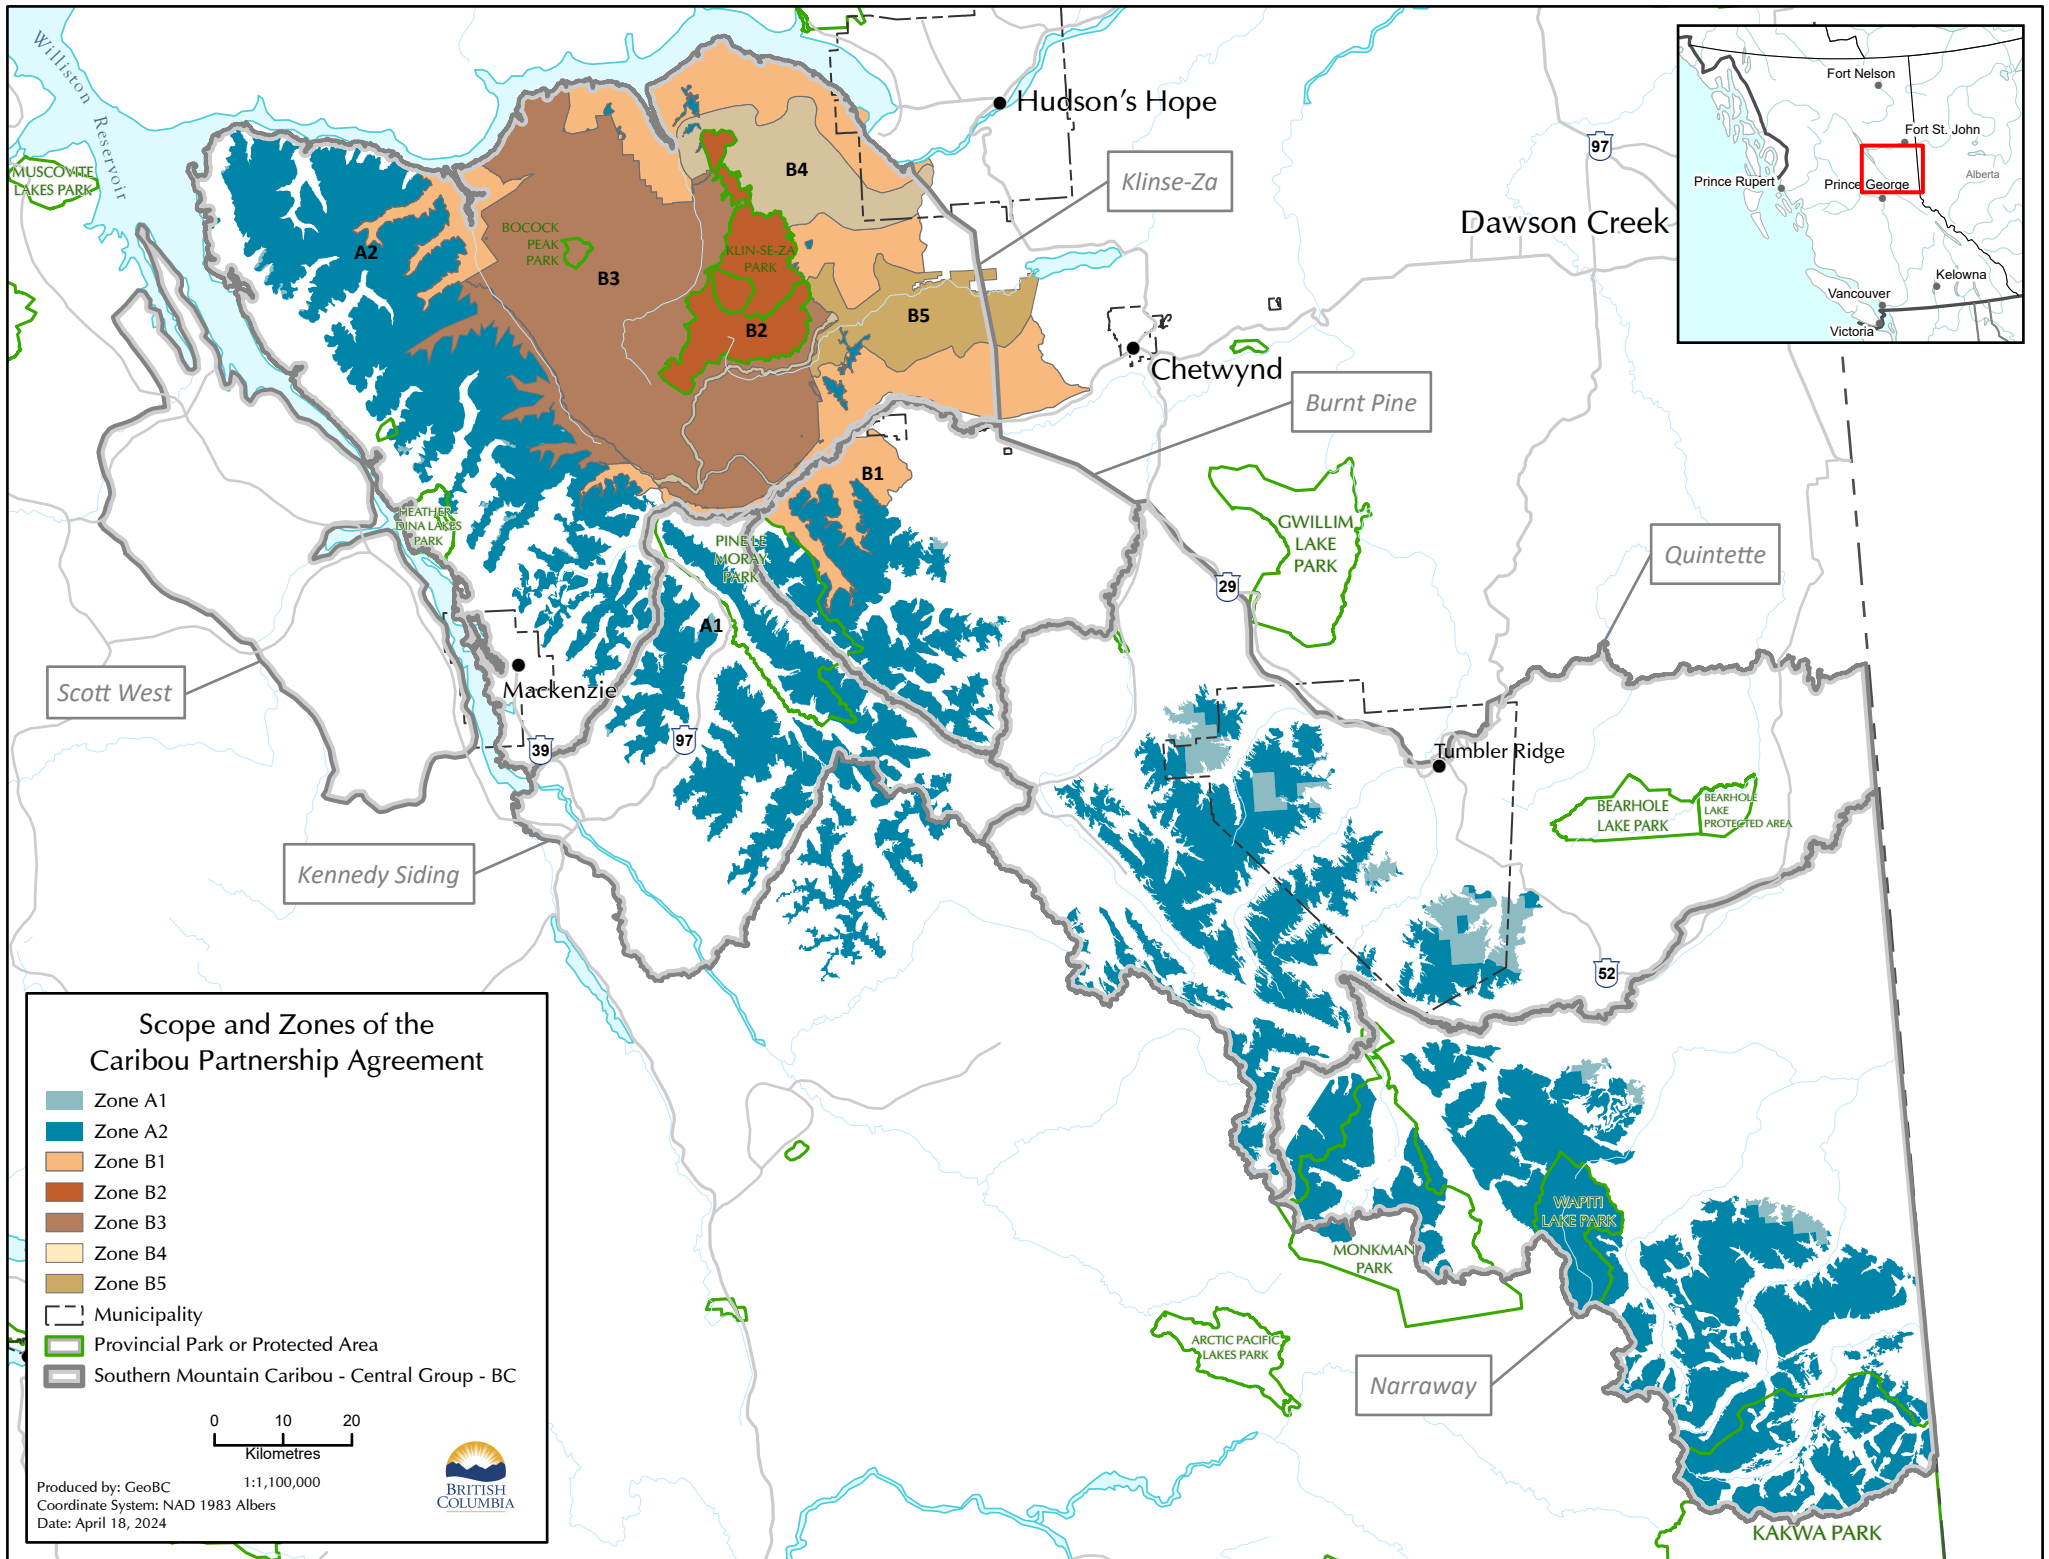 Williston
Reservoir
MUSCOVITE
LAKES PARK
Hudson's Hope
Klinse-Za
97
Dawson Creek
Fort Nelson
Fort St. John
Prince Rupert
Prince George
Alberta
Kelowna
Vancouver
Victoria
B4
A2
BOCOCK
PEAK
PARK
B3
KLIN-SE-ZA
PARK
B2
B5
Chetwynd
Burnt Pine
B1
HEATHER-
DINA LAKES
PARK
PINE LE
MORAY
PARK
GWILLIM
LAKE
PARK
Quintette
29
A1
Scott West
Mackenzie
39
97
Tumbler Ridge
BEARHOLE
LAKE PARK
BEARHOLE
LAKE
PROTECTED AREA
Kennedy Siding
52
WAPITI
LAKE PARK
MONKMAN
PARK
ARCTIC PACIFIC
LAKES PARK
Narraway
KAKWA PARK
Scope and Zones of the
Caribou Partnership Agreement
Zone A1
Zone A2
Zone B1
Zone B2
Zone B3
Zone B4
Zone B5
Municipality
Provincial Park or Protected Area
Southern Mountain Caribou - Central Group - BC
0 10 20
Kilometres
1:1,100,000
Produced by: GeoBC
Coordinate System: NAD 1983 Albers
Date: April 18, 2024
BRITISH
COLUMBIA